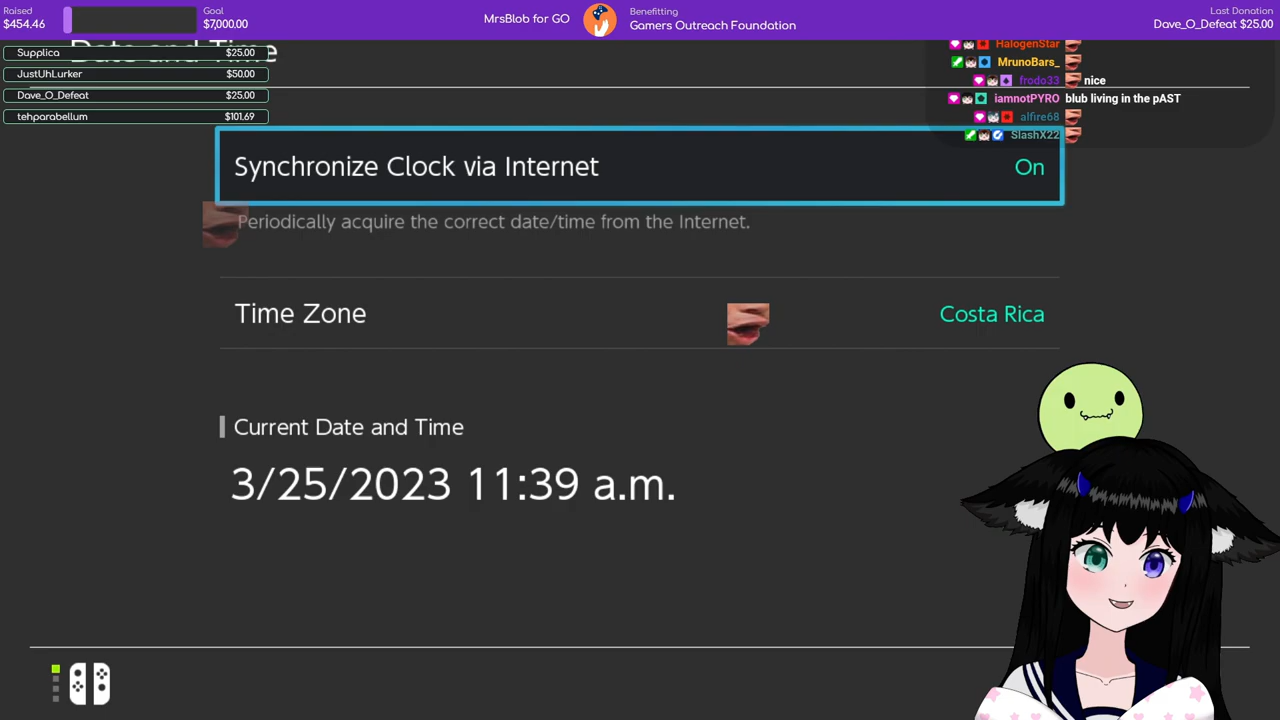 Raised
$454.46
Goal
$7,000.00
MrsBlob for GO
Benefitting
Gamers Outreach Foundation
Last Donation
Dave_O_Defeat $25.00
Date and Time
Supplica $25.00
JustUhLurker $50.00
Dave_O_Defeat $25.00
tehparabellum $101.69
HalogenStar
MrunoBars_
frodo33 nice
iamnotPYRO blub living in the pAST
alfire68
SlashX22
Synchronize Clock via Internet On
Periodically acquire the correct date/time from the Internet.
Time Zone Costa Rica
Current Date and Time
3/25/2023 11:39 a.m.